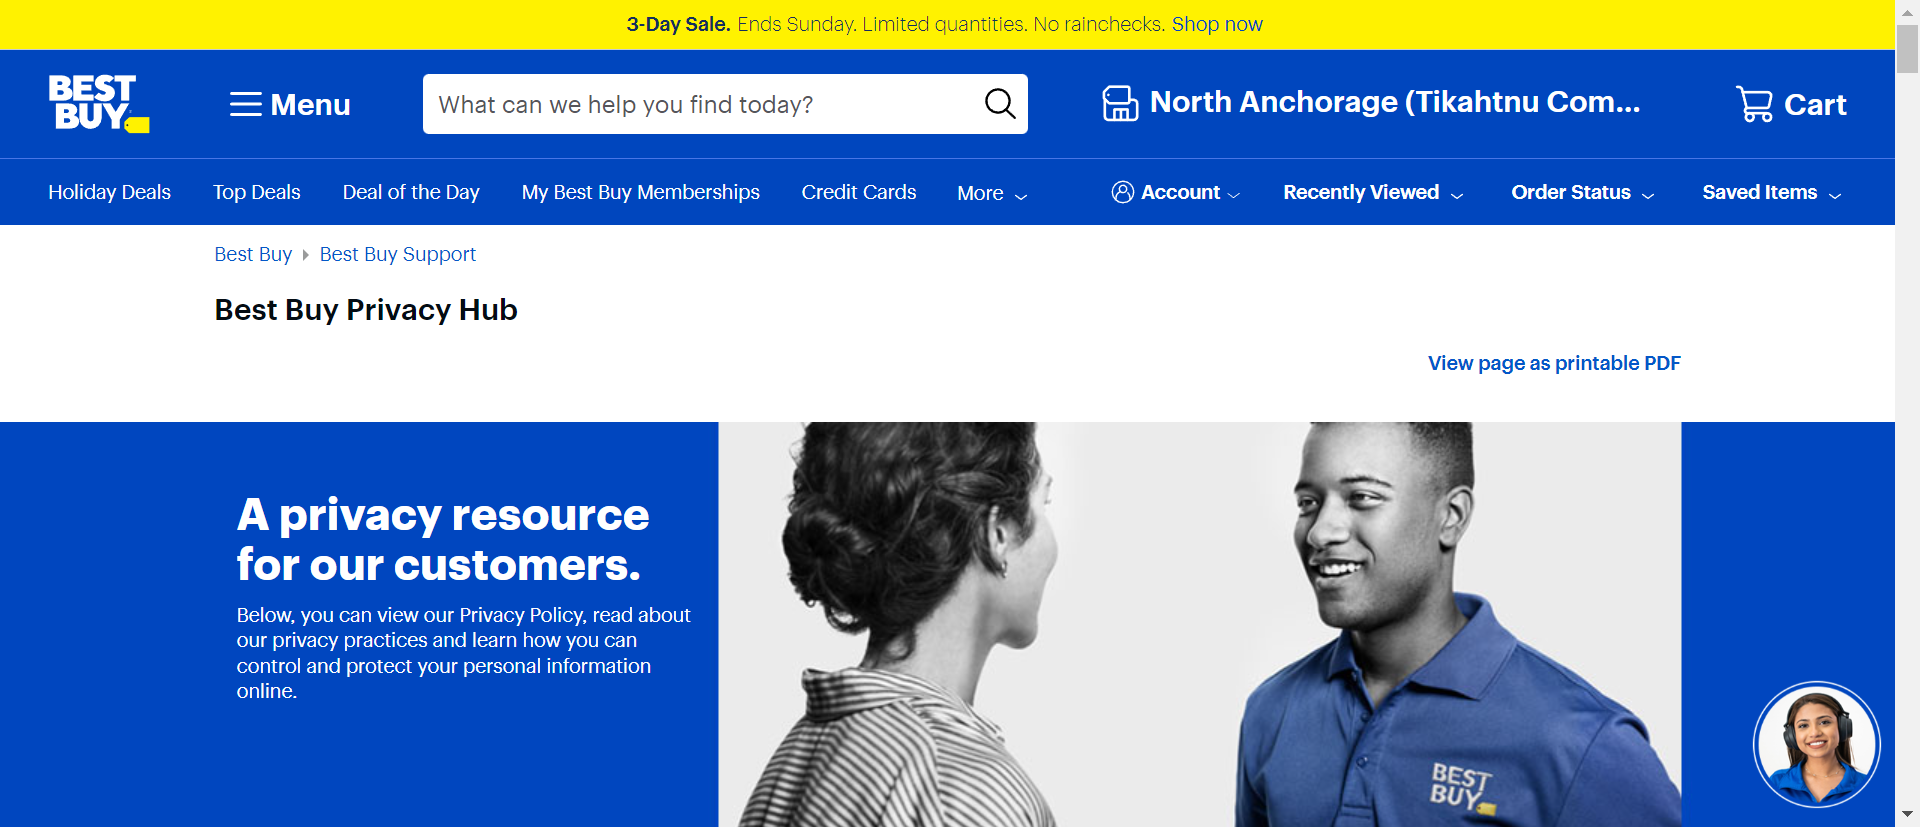 3-Day Sale. Ends Sunday. Limited quantities. No rainchecks. Shop now
BEST
BUY
Menu
What can we help you find today?
North Anchorage (Tikahtnu Com...
Cart
Holiday Deals
Top Deals
Deal of the Day
My Best Buy Memberships
Credit Cards
More
Account
Recently Viewed
Order Status
Saved Items
Best Buy
Best Buy Support
Best Buy Privacy Hub
View page as printable PDF
A privacy resource
for our customers.
Below, you can view our Privacy Policy, read about
our privacy practices and learn how you can
control and protect your personal information
online.
BEST
BUY